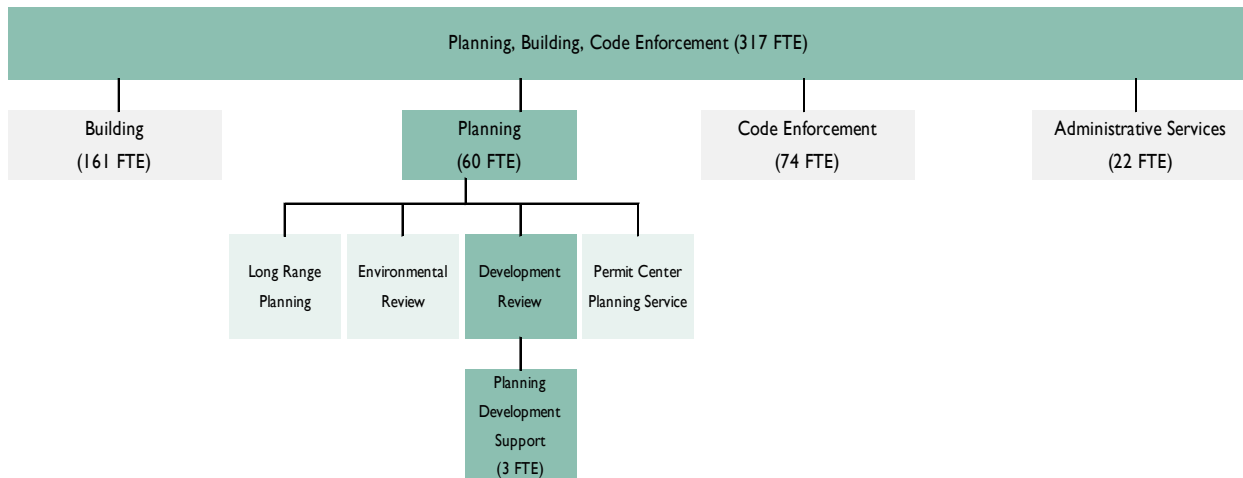 Planning, Building, Code Enforcement (317 FTE)
Building
(161 FTE)
Planning
(60 FTE)
Code Enforcement
(74 FTE)
Administrative Services
(22 FTE)
Long Range
Planning
Environmental
Review
Development
Review
Permit Center
Planning Service
Planning
Development
Support
(3 FTE)